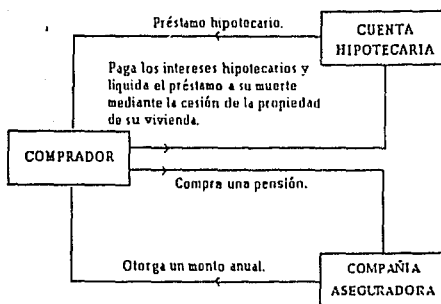 Préstamo hipotecario.
CUENTA
HIPOTECARIA
Paga los intereses hipotecarios y
liquida el préstamo a su muerte
mediante la cesión de la propiedad
de su vivienda.
COMPRADOR
Compra una pensión.
Otorga un monto anual.
COMPAÑIA
ASEGURADORA